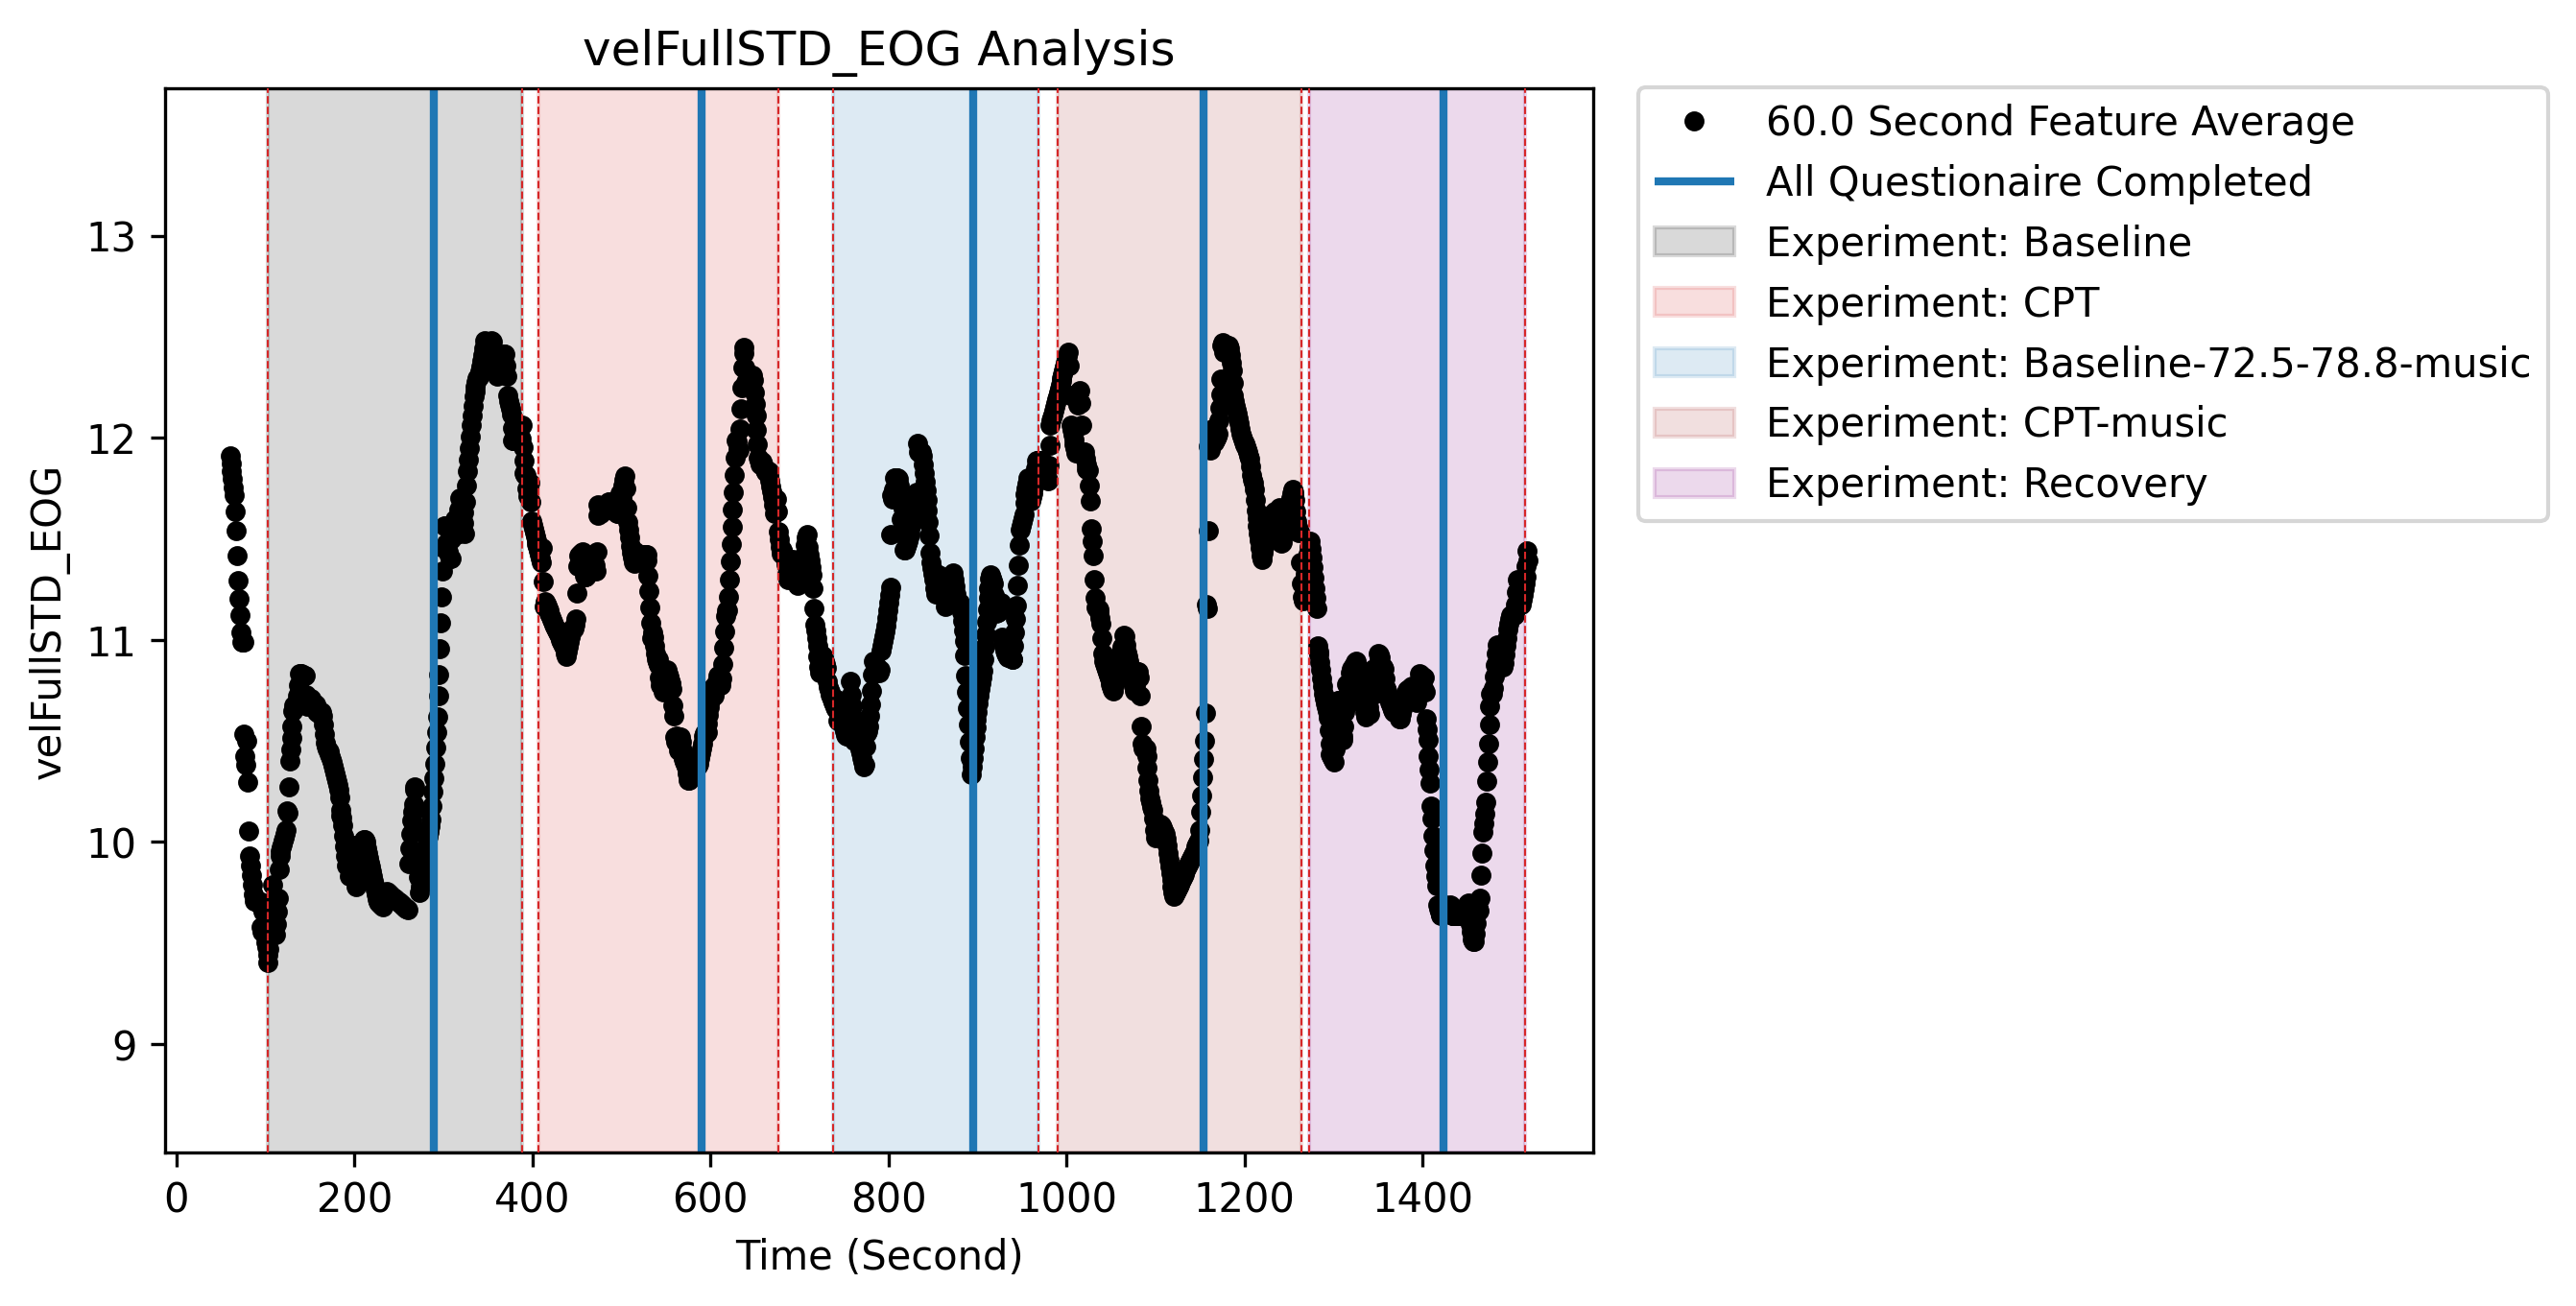 velFullSTD_EOG Analysis
velFullSTD_EOG
13
12
11
10
9
0 200 400 600 800 1000 1200 1400
Time (Second)
60.0 Second Feature Average
All Questionaire Completed
Experiment: Baseline
Experiment: CPT
Experiment: Baseline-72.5-78.8-music
Experiment: CPT-music
Experiment: Recovery